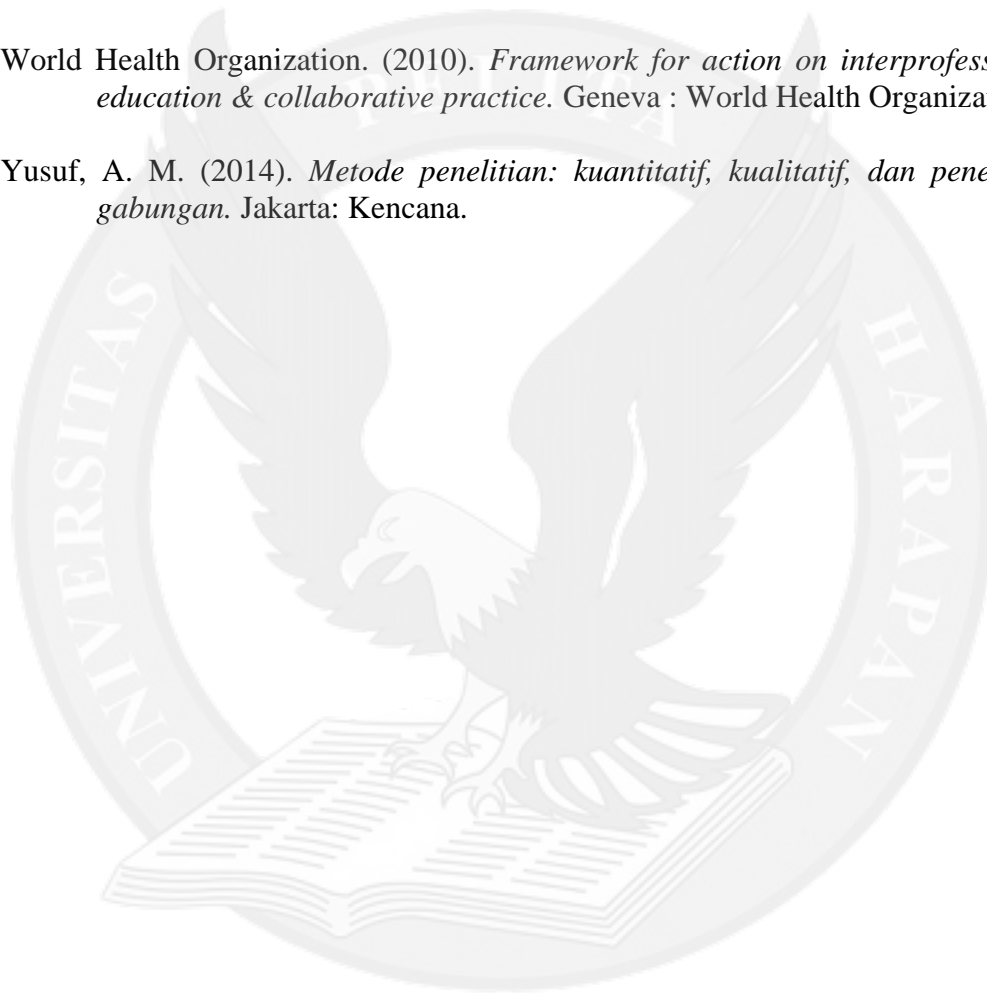 World Health Organization. (2010). Framework for action on interprofess
education & collaborative practice. Geneva : World Health Organizat
Yusuf, A. M. (2014). Metode penelitian: kuantitatif, kualitatif, dan pene
gabungan. Jakarta: Kencana.
UNIVERSITAS PELITA HARAPAN